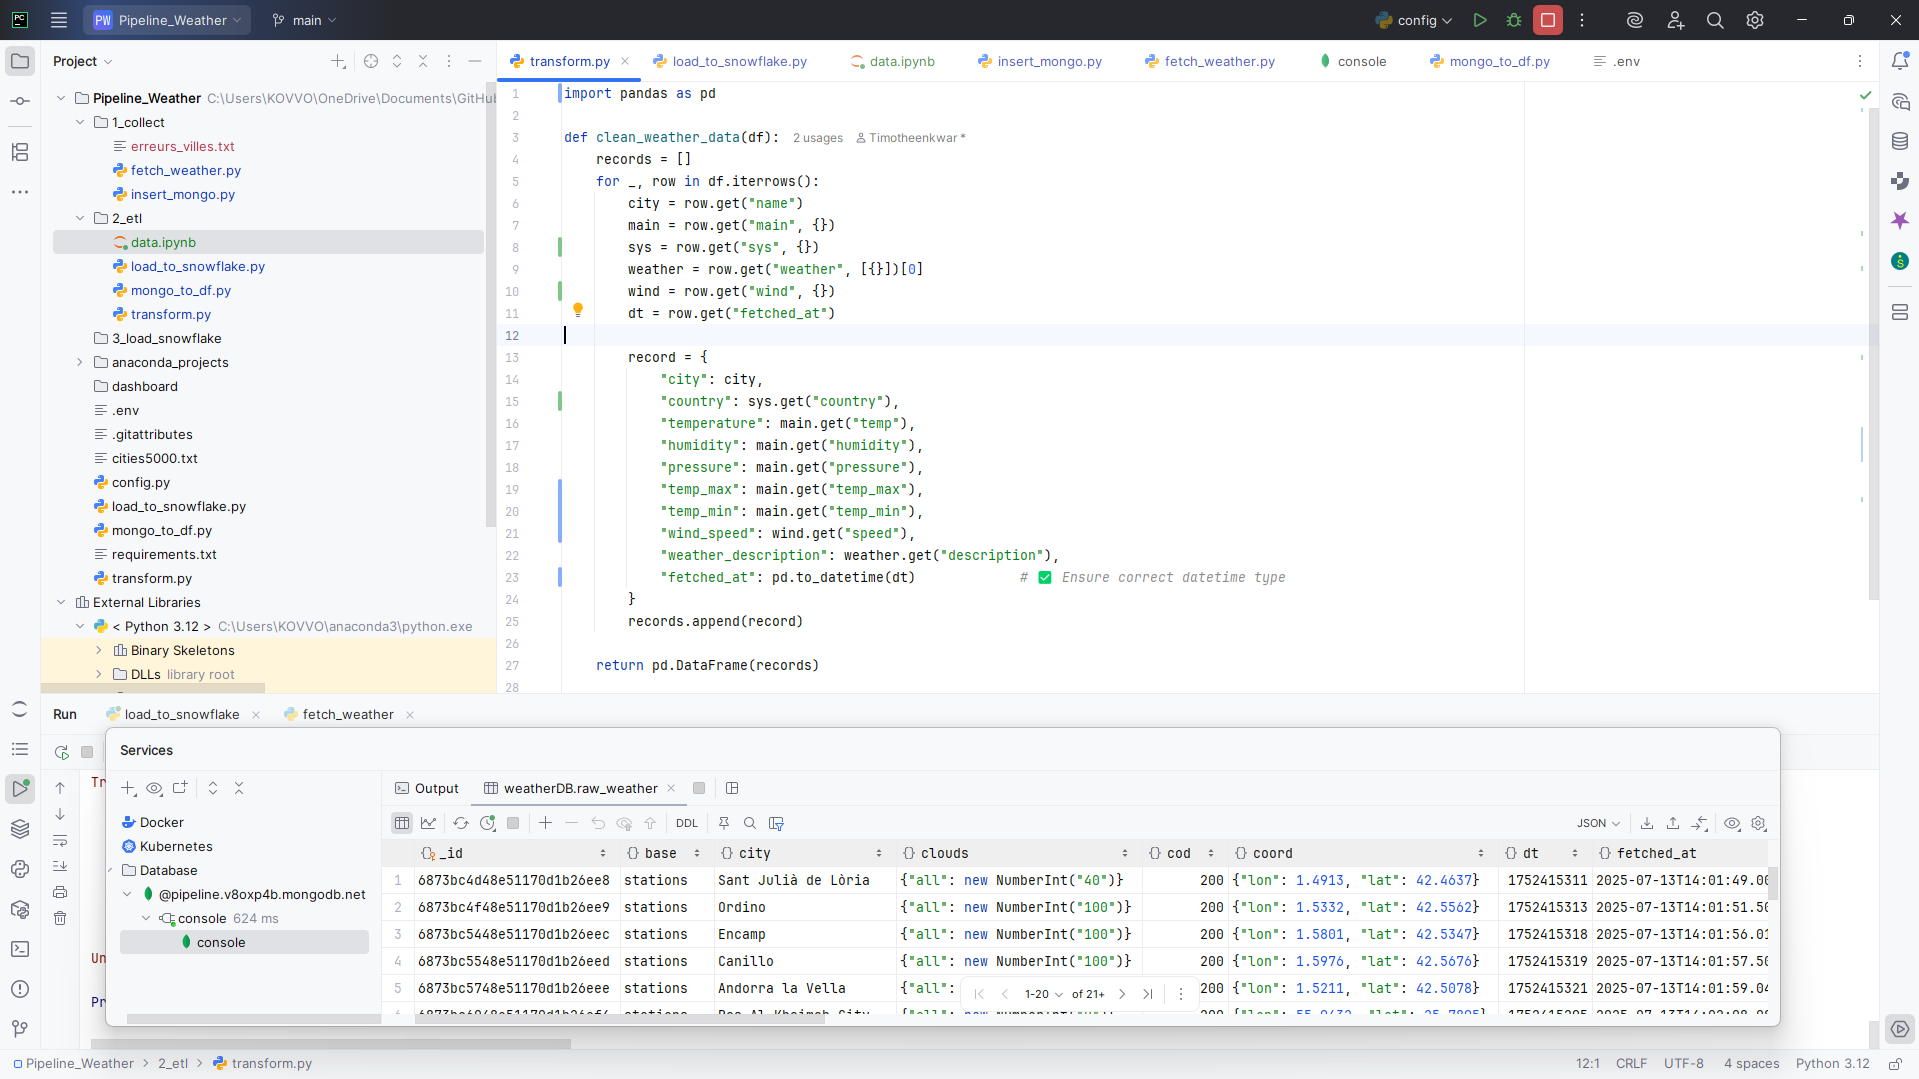 PC
PW Pipeline_Weather
main
config
Project
Pipeline_Weather C:\Users\KOVVO\OneDrive\Documents\GitHub
1_collect
erreurs_villes.txt
fetch_weather.py
insert_mongo.py
2_etl
data.ipynb
load_to_snowflake.py
mongo_to_df.py
transform.py
3_load_snowflake
anaconda_projects
dashboard
.env
.gitattributes
cities5000.txt
config.py
load_to_snowflake.py
mongo_to_df.py
requirements.txt
transform.py
External Libraries
< Python 3.12 > C:\Users\KOVVO\anaconda3\python.exe
Binary Skeletons
DLLs library root
transform.py
load_to_snowflake.py
data.ipynb
insert_mongo.py
fetch_weather.py
console
mongo_to_df.py
.env
1 import pandas as pd
2
3 def clean_weather_data(df): 2 usages Timotheenkwar *
4 records = []
5 for _, row in df.iterrows():
6 city = row.get("name")
7 main = row.get("main", {})
8 sys = row.get("sys", {})
9 weather = row.get("weather", [{}])[0]
10 wind = row.get("wind", {})
11 dt = row.get("fetched_at")
12
13 record = {
14 "city": city,
15 "country": sys.get("country"),
16 "temperature": main.get("temp"),
17 "humidity": main.get("humidity"),
18 "pressure": main.get("pressure"),
19 "temp_max": main.get("temp_max"),
20 "temp_min": main.get("temp_min"),
21 "wind_speed": wind.get("speed"),
22 "weather_description": weather.get("description"),
23 "fetched_at": pd.to_datetime(dt) # ✅ Ensure correct datetime type
24 }
25 records.append(record)
26
27 return pd.DataFrame(records)
28
Run
load_to_snowflake
fetch_weather
Tr
Un
Pr
Services
Docker
Kubernetes
Database
@pipeline.v8oxp4b.mongodb.net
console 624 ms
console
Output
weatherDB.raw_weather
DDL
JSON
_id base city clouds cod coord dt fetched_at
1 6873bc4d48e51170d1b26ee8 stations Sant Julià de Lòria {"all": new NumberInt("40")} 200 {"lon": 1.4913, "lat": 42.4637} 1752415311 2025-07-13T14:01:49.00
2 6873bc4f48e51170d1b26ee9 stations Ordino {"all": new NumberInt("100")} 200 {"lon": 1.5332, "lat": 42.5562} 1752415313 2025-07-13T14:01:51.50
3 6873bc5448e51170d1b26eec stations Encamp {"all": new NumberInt("100")} 200 {"lon": 1.5801, "lat": 42.5347} 1752415318 2025-07-13T14:01:56.01
4 6873bc5548e51170d1b26eed stations Canillo {"all": new NumberInt("100")} 200 {"lon": 1.5976, "lat": 42.5676} 1752415319 2025-07-13T14:01:57.50
5 6873bc5748e51170d1b26eee stations Andorra la Vella {"all": 200 {"lon": 1.5211, "lat": 42.5078} 1752415321 2025-07-13T14:01:59.04
1-20 of 21+
Pipeline_Weather > 2_etl > transform.py
12:1 CRLF UTF-8 4 spaces Python 3.12